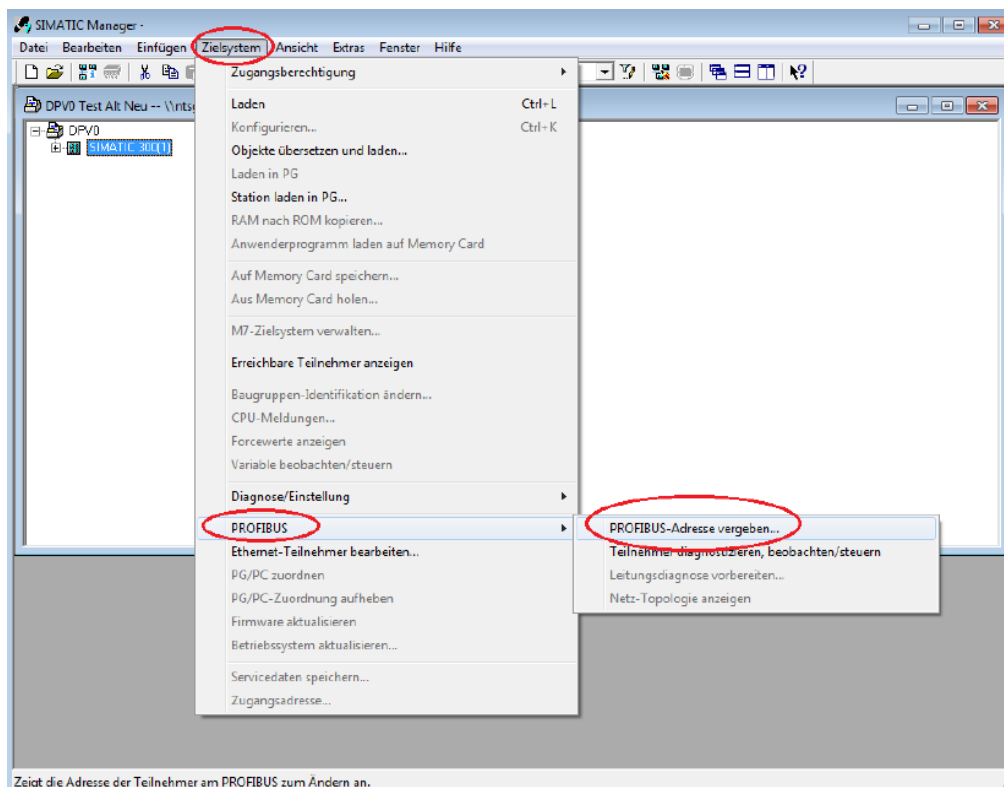 SIMATIC Manager -
Datei Bearbeiten Einfügen Zielsystem Ansicht Extras Fenster Hilfe
DPV0 Test Alt Neu -- \\nts
DPV0
SIMATIC 300(1)
Zugangsberechtigung
Laden Ctrl+L
Konfigurieren... Ctrl+K
Objekte übersetzen und laden...
Laden in PG
Station laden in PG...
RAM nach ROM kopieren...
Anwenderprogramm laden auf Memory Card
Auf Memory Card speichern...
Aus Memory Card holen...
M7-Zielsystem verwalten...
Erreichbare Teilnehmer anzeigen
Baugruppen-Identifikation ändern...
CPU-Meldungen...
Forcewerte anzeigen
Variable beobachten/steuern
Diagnose/Einstellung
PROFIBUS
Ethernet-Teilnehmer bearbeiten...
PG/PC zuordnen
PG/PC-Zuordnung aufheben
Firmware aktualisieren
Betriebssystem aktualisieren...
Servicedaten speichern...
Zugangsadresse...
PROFIBUS-Adresse vergeben...
Teilnehmer diagnostizieren, beobachten/steuern
Leitungsdiagnose vorbereiten...
Netz-Topologie anzeigen
Zeigt die Adresse der Teilnehmer am PROFIBUS zum Ändern an.